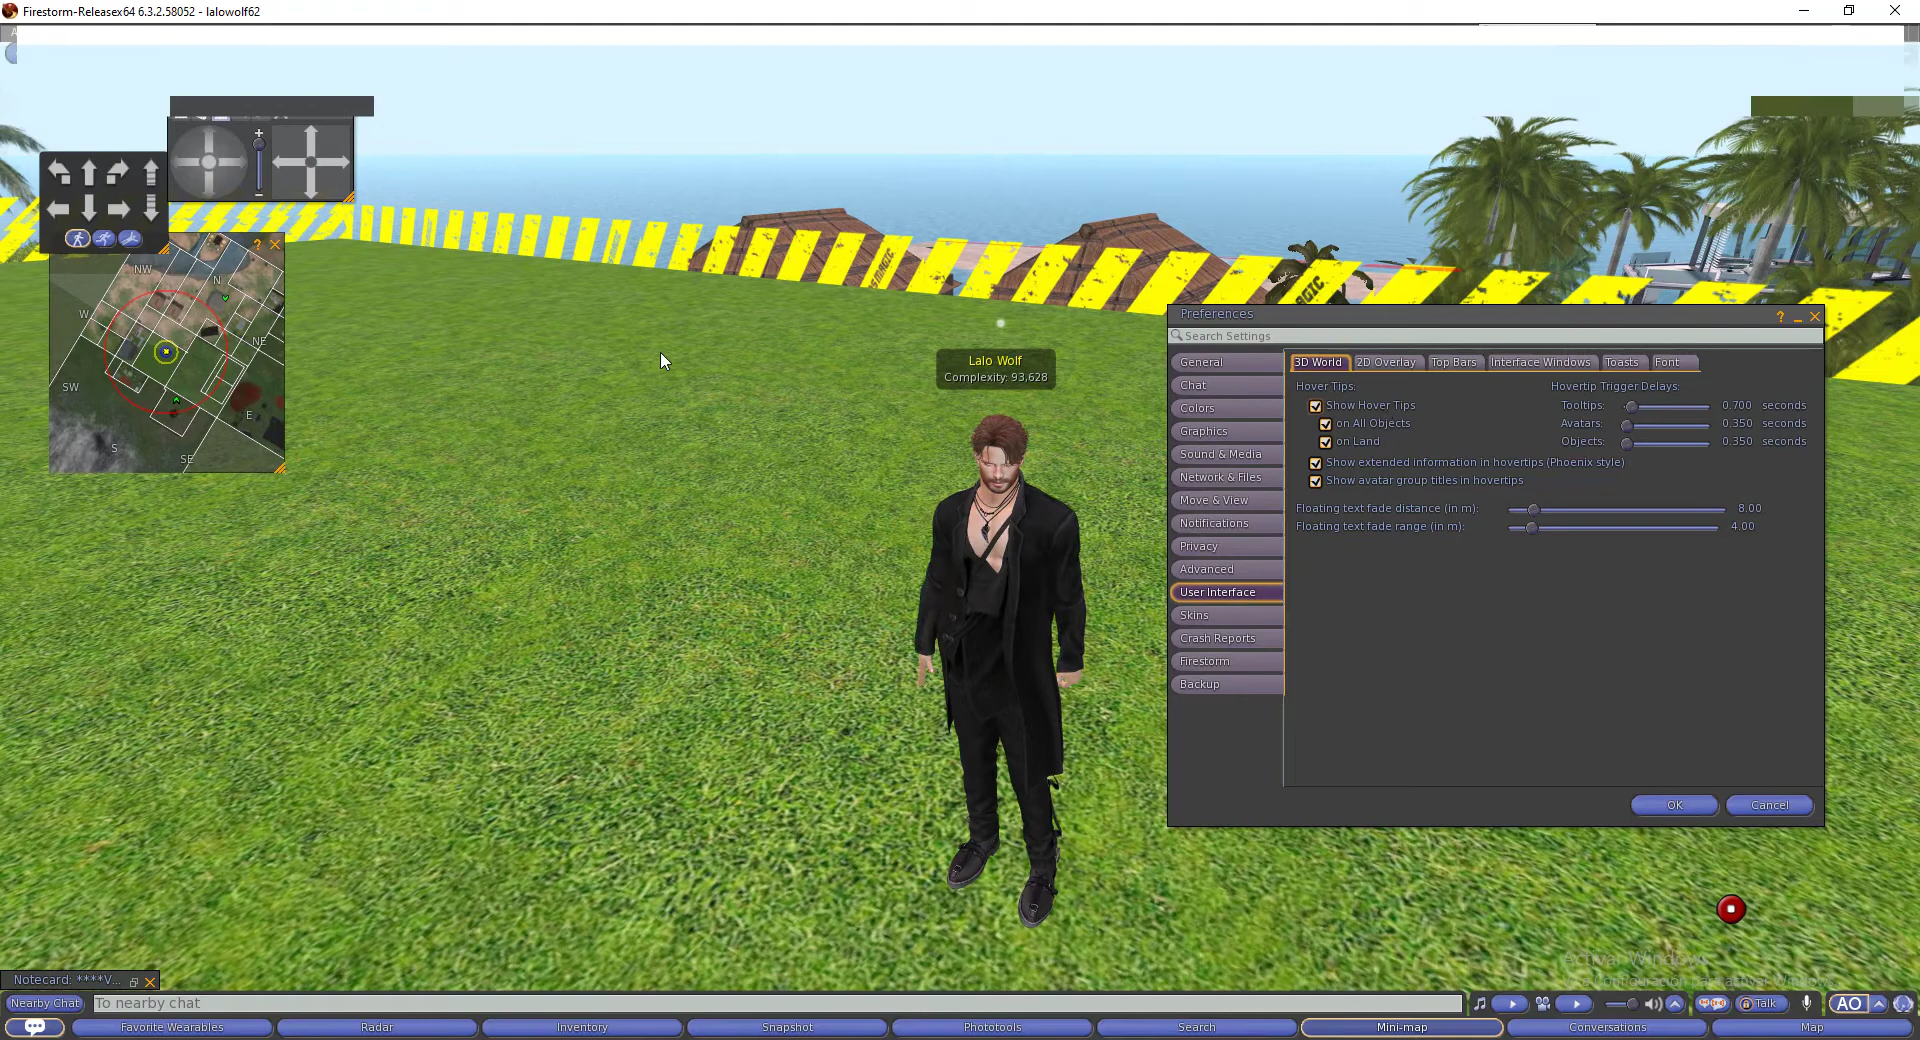 Firestorm-Releasex64 6.3.2.58052 - lalowolf62
NW
N
W
NE
SW
E
S
SE
MAGIC
Lalo Wolf
Complexity: 93,628
Preferences
Search Settings
General
Chat
Colors
Graphics
Sound & Media
Network & Files
Move & View
Notifications
Privacy
Advanced
User Interface
Skins
Crash Reports
Firestorm
Backup
3D World
2D Overlay
Top Bars
Interface Windows
Toasts
Font
Hover Tips:
Show Hover Tips
on All Objects
on Land
Hovertip Trigger Delays:
Tooltips: 0.700 seconds
Avatars: 0.350 seconds
Objects: 0.350 seconds
Show extended information in hovertips (Phoenix style)
Show avatar group titles in hovertips
Floating text fade distance (in m): 8.00
Floating text fade range (in m): 4.00
OK
Cancel
Activar Windows
Configuración para activar Windows.
Notecard: ****V...
Nearby Chat
To nearby chat
Talk
AO
Favorite Wearables
Radar
Inventory
Snapshot
Phototools
Search
Mini-map
Conversations
Map